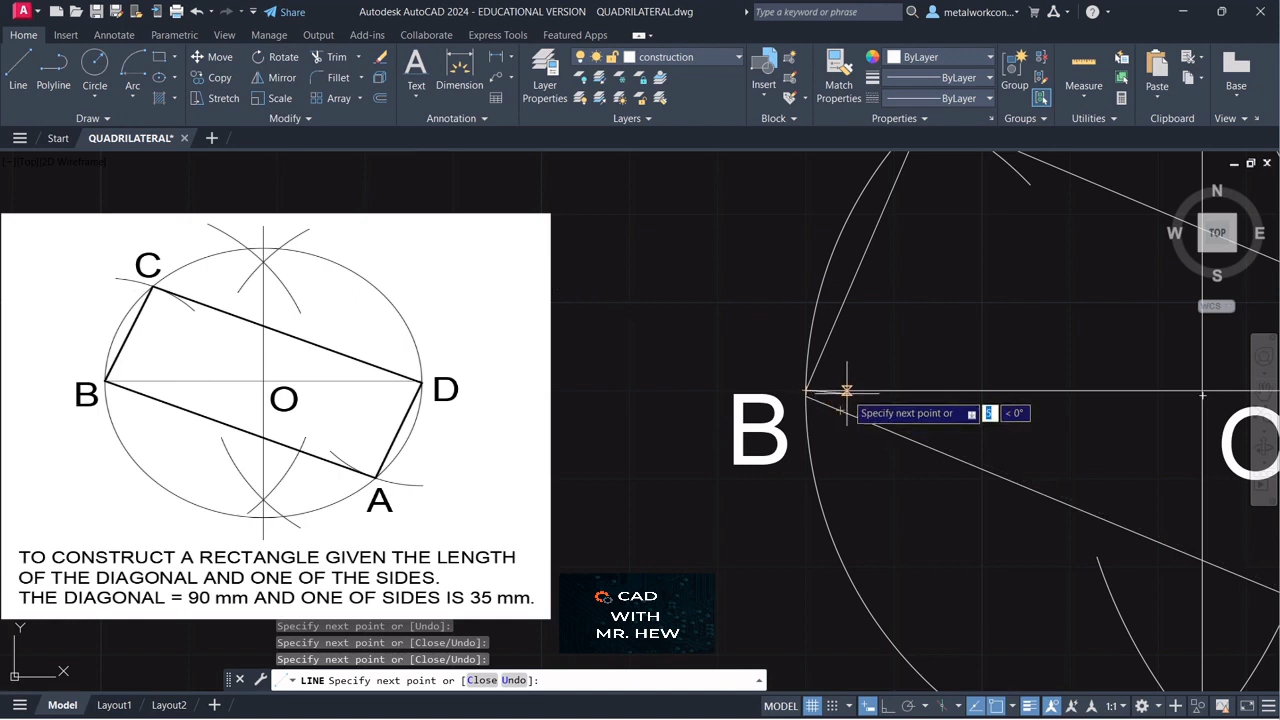 Share
Autodesk AutoCAD 2024 - EDUCATIONAL VERSION QUADRILATERAL.dwg
Type a keyword or phrase
metalworkcon...
Home Insert Annotate Parametric View Manage Output Add-ins Collaborate Express Tools Featured Apps
Line Polyline Circle Arc
Move Rotate Trim
Copy Mirror Fillet
Stretch Scale Array
Text Dimension
Layer Properties
construction
Insert
Match Properties
ByLayer
ByLayer
ByLayer
Group
Measure
Paste
Base
Draw Modify Annotation Layers Block Properties Groups Utilities Clipboard View
Start QUADRILATERAL*
[−][Top][2D Wireframe]
N
W TOP E
S
WCS
C
B O D
A
TO CONSTRUCT A RECTANGLE GIVEN THE LENGTH
OF THE DIAGONAL AND ONE OF THE SIDES.
THE DIAGONAL = 90 mm AND ONE OF SIDES IS 35 mm.
B
O
Specify next point or 5 < 0°
CAD
WITH
MR. HEW
Y
X
Specify next point or [Undo]:
Specify next point or [Close/Undo]:
Specify next point or [Close/Undo]:
LINE Specify next point or [Close Undo]:
Model Layout1 Layout2
MODEL 1:1